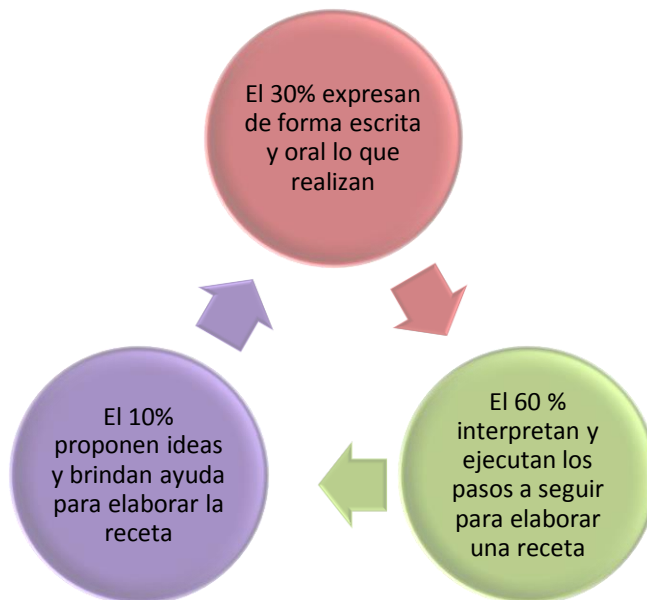 El 30% expresan
de forma escrita
y oral lo que
realizan
El 60 %
interpretan y
ejecutan los
pasos a seguir
para elaborar
una receta
El 10%
proponen ideas
y brindan ayuda
para elaborar la
receta